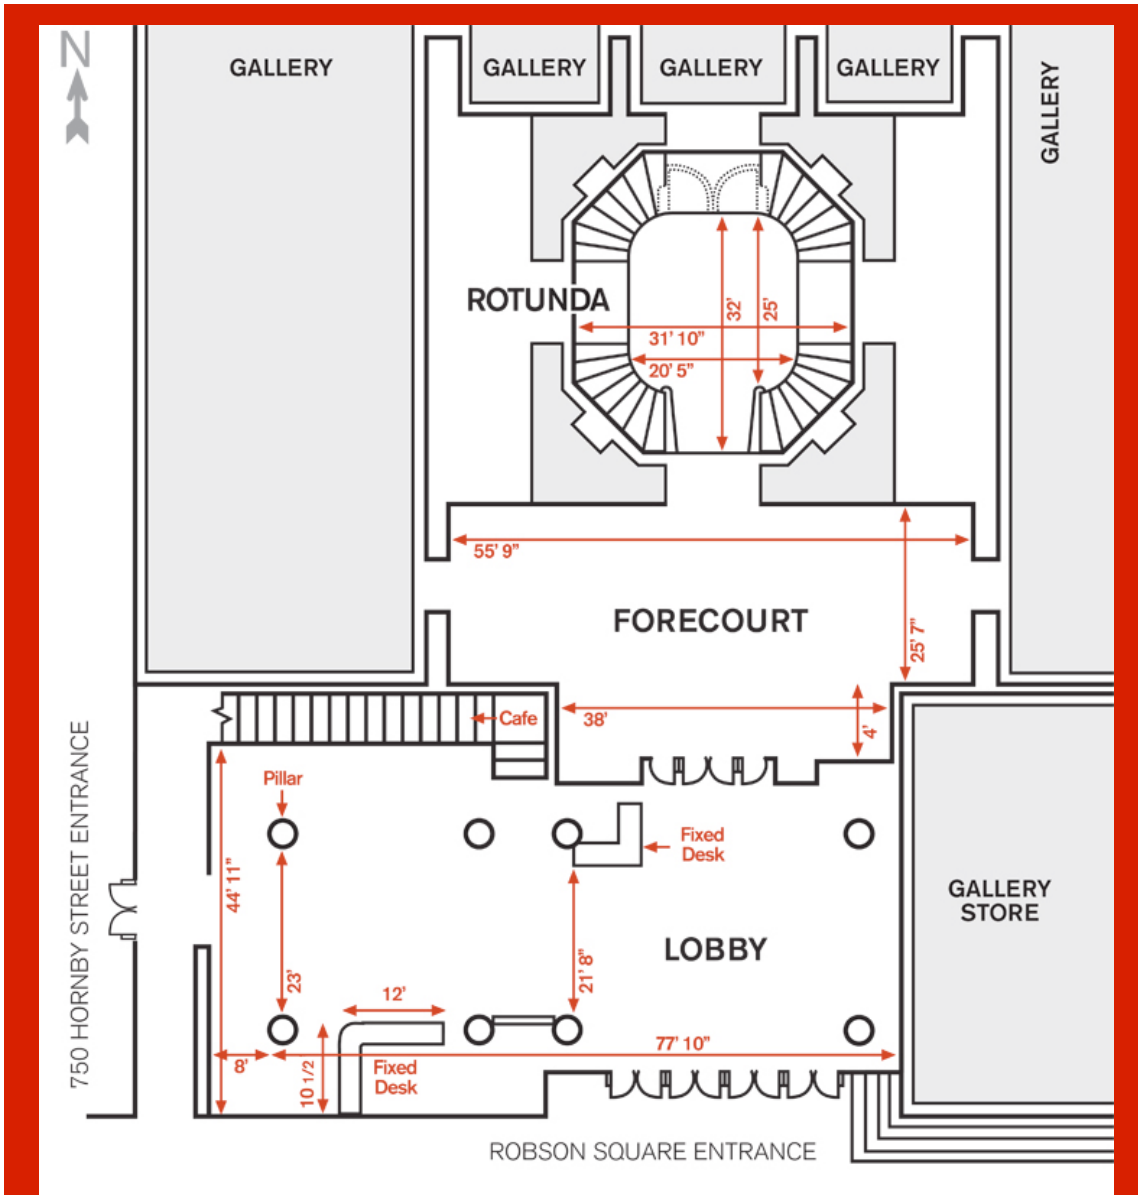 N
GALLERY
GALLERY
GALLERY
GALLERY
GALLERY
ROTUNDA
32'
25'
31' 10"
20' 5"
55' 9"
FORECOURT
25' 7"
38'
4'
Cafe
Pillar
Fixed
Desk
44' 11"
750 HORNBY STREET ENTRANCE
GALLERY
STORE
LOBBY
23'
21' 8"
12'
77' 10"
8'
10 1/2
Fixed
Desk
ROBSON SQUARE ENTRANCE